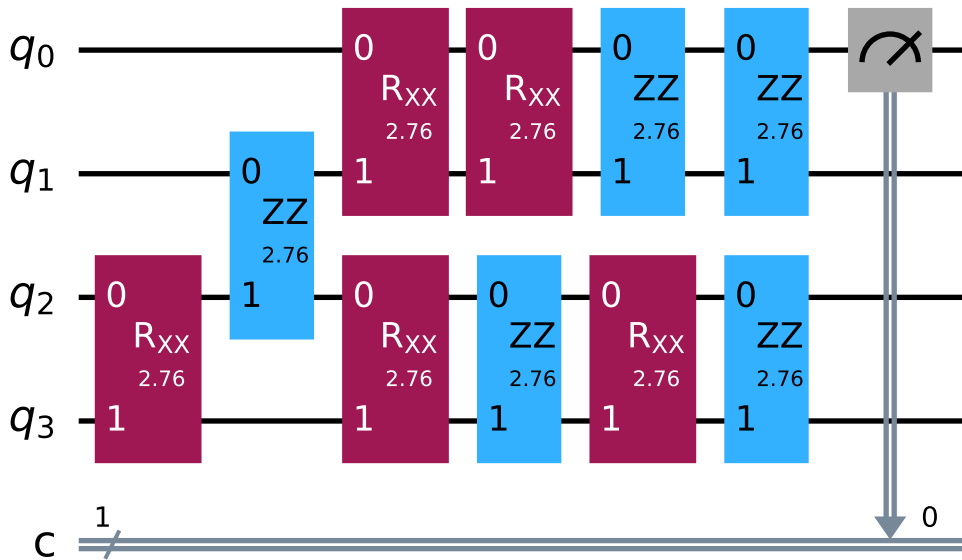 q0 0 0 0 0
RXX RXX ZZ ZZ
2.76 2.76 2.76 2.76
q1 0 1 1 1 1
ZZ
2.76
q2 0 1 0 0 0 0
RXX RXX ZZ RXX ZZ
2.76 2.76 2.76 2.76 2.76
q3 1 1 1 1 1
1 0
c